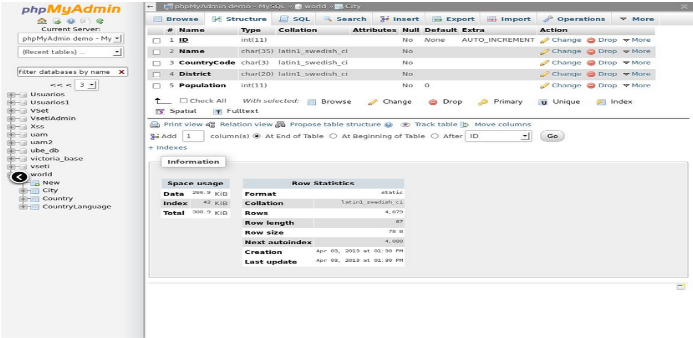 phpMyAdmin
Current Server:
phpMyAdmin demo - My
(Recent tables) ...
filter databases by name X
<< < 3
Usuarios
Usuarios1
VSet
VsetiAdmin
Xss
uam
uam2
ube_db
victoria_base
vseti
world
New
City
Country
CountryLanguage
phpMyAdmin demo - MySQL » world » City
Browse Structure SQL Search Insert Export Import Operations More
# Name Type Collation Attributes Null Default Extra Action
1 ID int(11) No None AUTO_INCREMENT Change Drop More
2 Name char(35) latin1_swedish_ci No Change Drop More
3 CountryCode char(3) latin1_swedish_ci No Change Drop More
4 District char(20) latin1_swedish_ci No Change Drop More
5 Population int(11) No 0 Change Drop More
Check All With selected: Browse Change Drop Primary Unique Index
Spatial Fulltext
Print view Relation view Propose table structure Track table Move columns
Add 1 column(s) At End of Table At Beginning of Table After ID Go
+ Indexes
Information
Space usage
Data KiB
Index 42 KiB
Total KiB
Row Statistics
Format static
Collation latin1_swedish_ci
Rows 4,079
Row length 67
Row size 78 B
Next autoindex 4,080
Creation Apr 03, 2013 at 01:30 PM
Last update Apr 03, 2013 at 01:30 PM